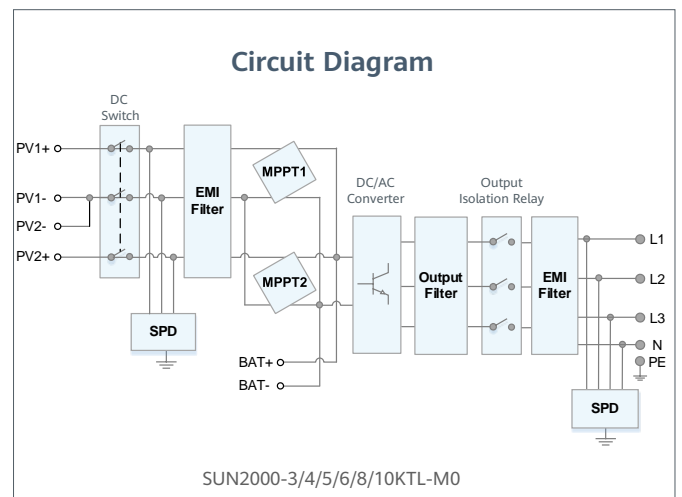 Circuit Diagram
DC
Switch
PV1+
PV1-
PV2-
PV2+
EMI
Filter
MPPT1
MPPT2
SPD
BAT+
BAT-
DC/AC
Converter
Output
Filter
Output
Isolation Relay
EMI
Filter
L1
L2
L3
N
PE
SPD
SUN2000-3/4/5/6/8/10KTL-M0